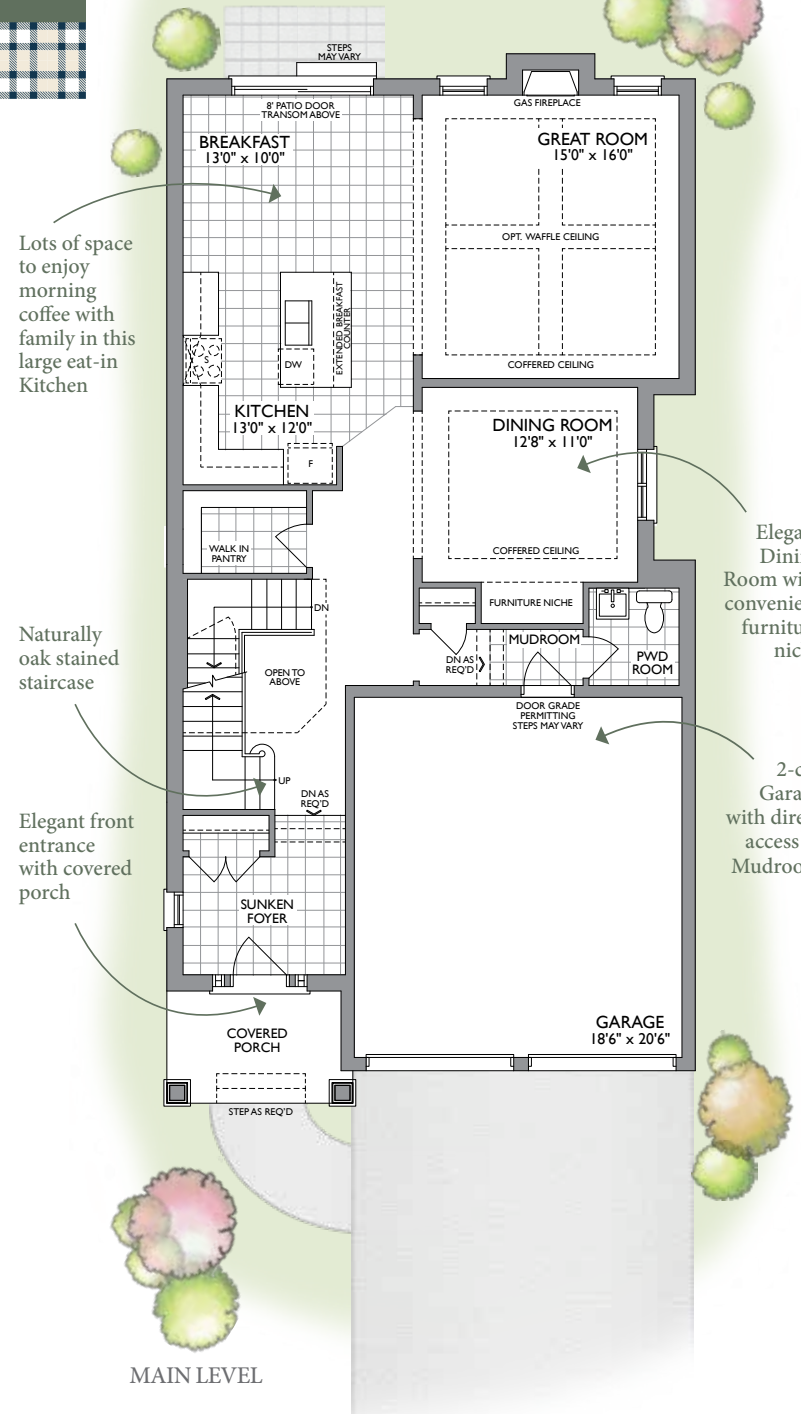 STEPS
MAY VARY
8' PATIO DOOR
TRANSOM ABOVE
GAS FIREPLACE
BREAKFAST
13'0" x 10'0"
GREAT ROOM
15'0" x 16'0"
Lots of space
to enjoy
morning
coffee with
family in this
large eat-in
Kitchen
OPT. WAFFLE CEILING
EXTENDED BREAKFAST
COUNTER
S
DW
COFFERED CEILING
KITCHEN
13'0" x 12'0"
F
DINING ROOM
12'8" x 11'0"
COFFERED CEILING
Room
WALK IN
PANTRY
DN
FURNITURE NICHE
MUDROOM
DN AS
REQ'D
PWD
ROOM
Naturally
oak stained
staircase
OPEN TO
ABOVE
DOOR GRADE
PERMITTING
STEPS MAY VARY
UP
DN AS
REQ'D
with
access
Elegant front
entrance
with covered
porch
SUNKEN
FOYER
COVERED
PORCH
GARAGE
18'6" x 20'6"
STEP AS REQ'D
MAIN LEVEL